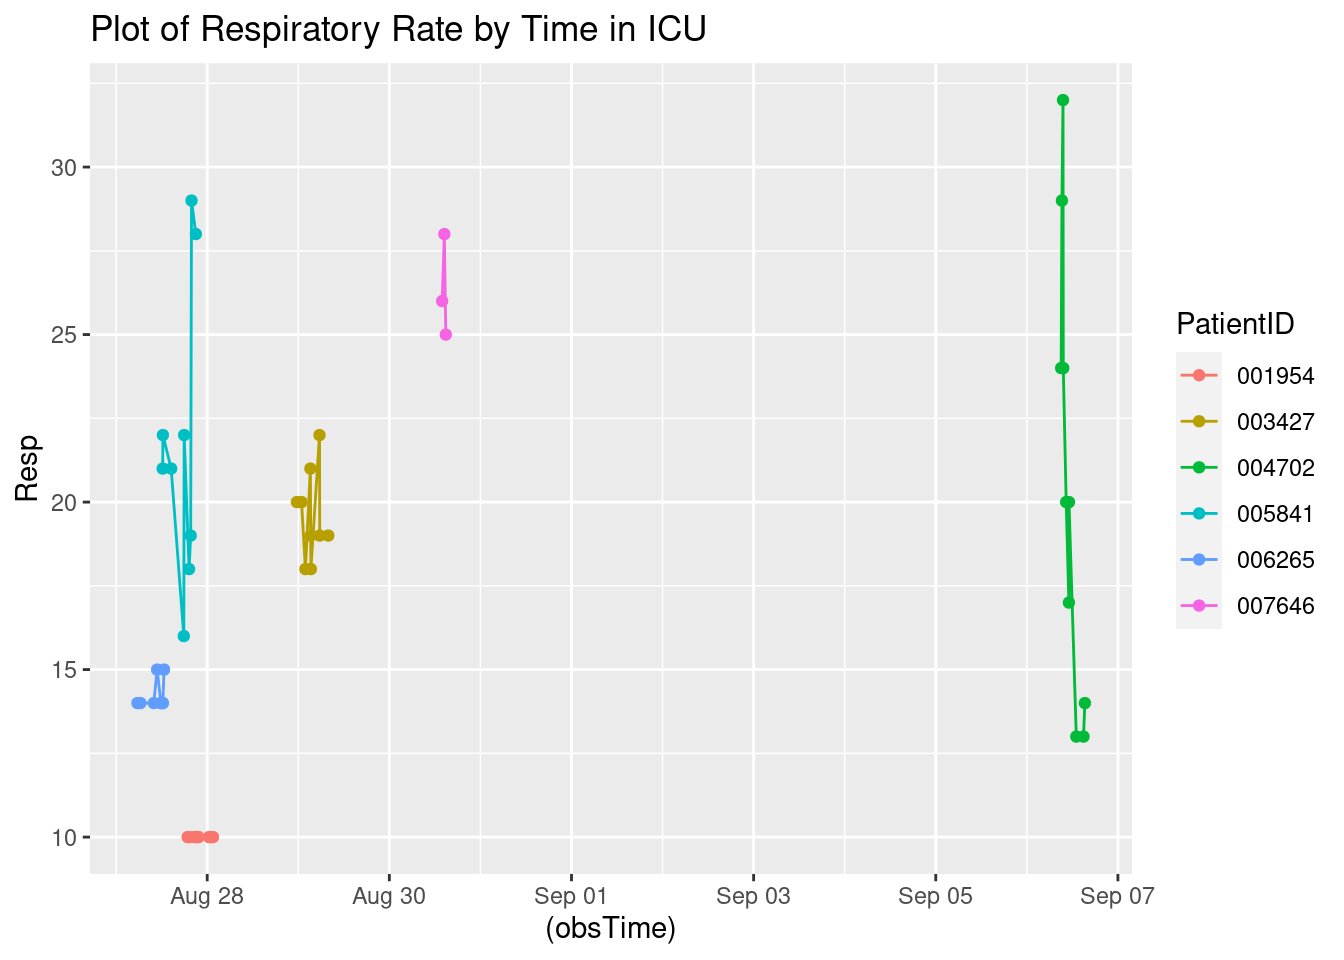 Plot of Respiratory Rate by Time in ICU
30
25
20
15
10
Resp
Aug 28
Aug 30
Sep 01
Sep 03
Sep 05
Sep 07
(obsTime)
PatientID
001954
003427
004702
005841
006265
007646